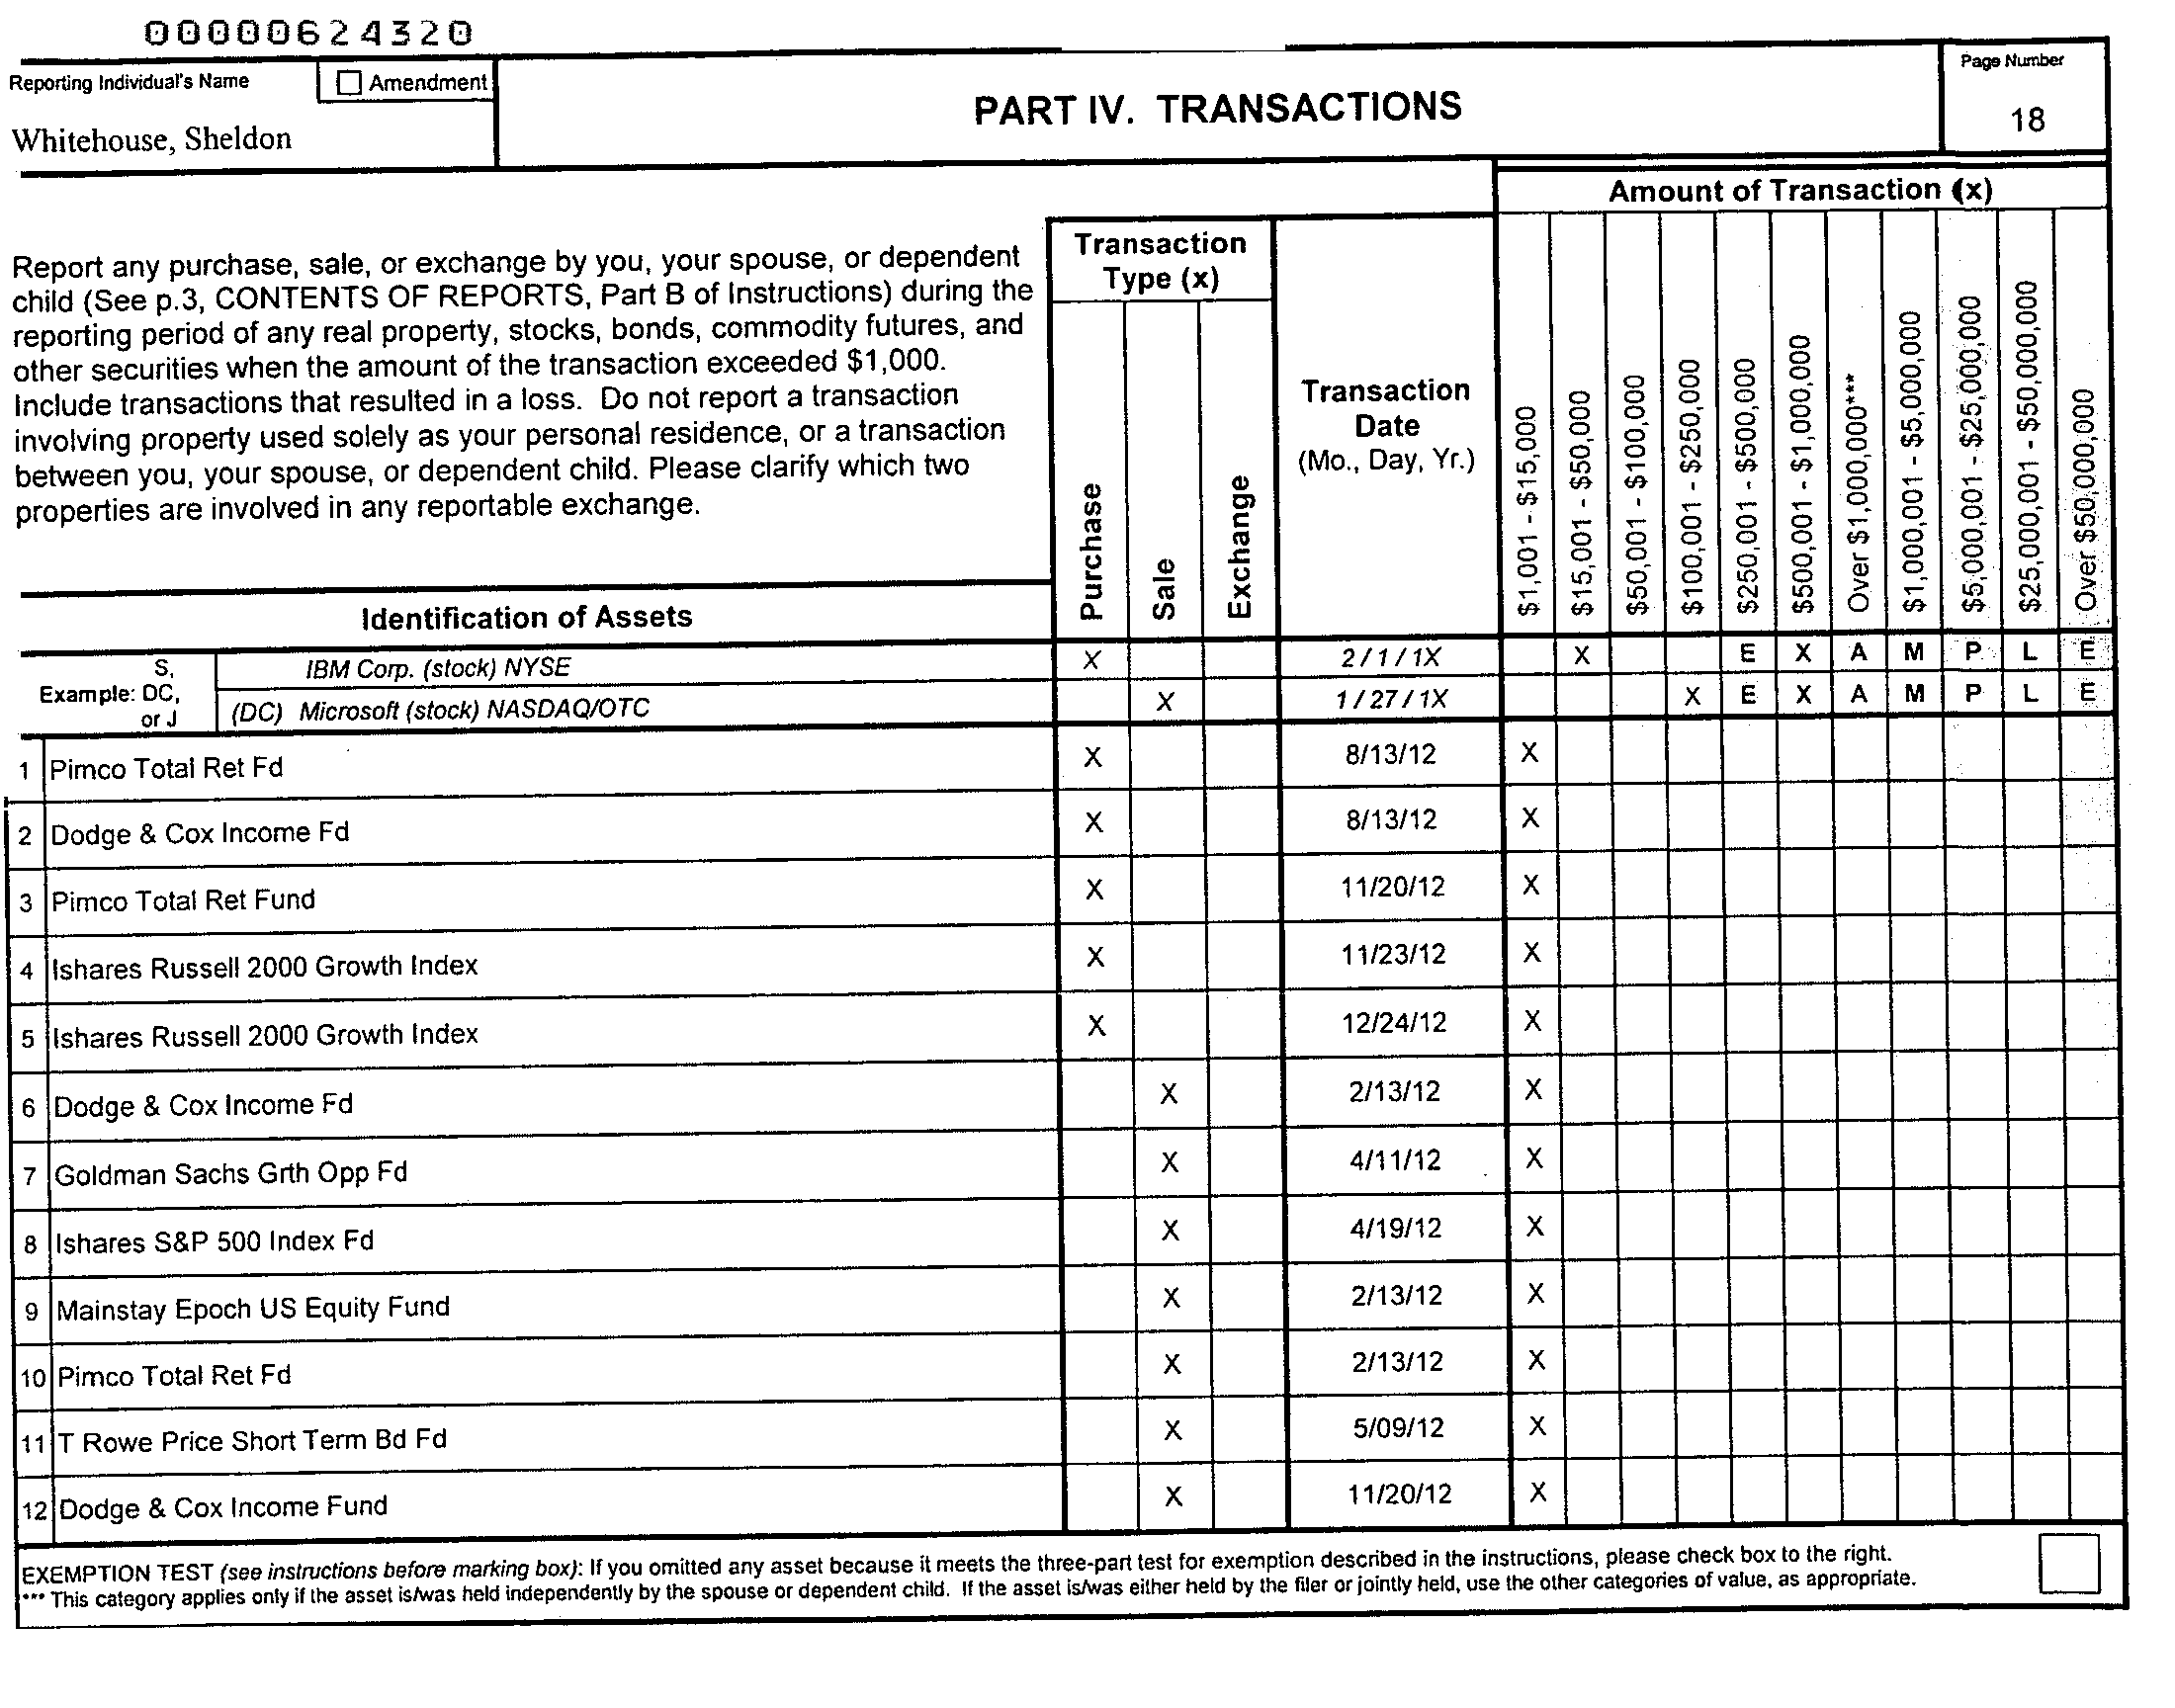 00000624320
Reporting Individual's Name
Amendment
Whitehouse, Sheldon
PART IV. TRANSACTIONS
Page Number
18
Amount of Transaction (x)
Report any purchase, sale, or exchange by you, your spouse, or dependent
child (See p.3, CONTENTS OF REPORTS, Part B of Instructions) during the
reporting period of any real property, stocks, bonds, commodity futures, and
other securities when the amount of the transaction exceeded $1,000.
Include transactions that resulted in a loss. Do not report a transaction
involving property used solely as your personal residence, or a transaction
between you, your spouse, or dependent child. Please clarify which two
properties are involved in any reportable exchange.
Transaction
Type (x)
Purchase
Sale
Exchange
Transaction
Date
(Mo., Day, Yr.)
$1,001 - $15,000
$15,001 - $50,000
$50,001 - $100,000
$100,001 - $250,000
$250,001 - $500,000
$500,001 - $1,000,000
Over $1,000,000***
$1,000,001 - $5,000,000
$5,000,001 - $25,000,000
$25,000,001 - $50,000,000
Over $50,000,000
Identification of Assets
Example: S, DC, or J
IBM Corp. (stock) NYSE X 2 / 1 / 1X X E X A M P L E
(DC) Microsoft (stock) NASDAQ/OTC X 1 / 27 / 1X X E X A M P L E
1 Pimco Total Ret Fd X 8/13/12 X
2 Dodge & Cox Income Fd X 8/13/12 X
3 Pimco Total Ret Fund X 11/20/12 X
4 Ishares Russell 2000 Growth Index X 11/23/12 X
5 Ishares Russell 2000 Growth Index X 12/24/12 X
6 Dodge & Cox Income Fd X 2/13/12 X
7 Goldman Sachs Grth Opp Fd X 4/11/12 X
8 Ishares S&P 500 Index Fd X 4/19/12 X
9 Mainstay Epoch US Equity Fund X 2/13/12 X
10 Pimco Total Ret Fd X 2/13/12 X
11 T Rowe Price Short Term Bd Fd X 5/09/12 X
12 Dodge & Cox Income Fund X 11/20/12 X
EXEMPTION TEST (see instructions before marking box): If you omitted any asset because it meets the three-part test for exemption described in the instructions, please check box to the right.
*** This category applies only if the asset is/was held independently by the spouse or dependent child. If the asset is/was either held by the filer or jointly held, use the other categories of value, as appropriate.